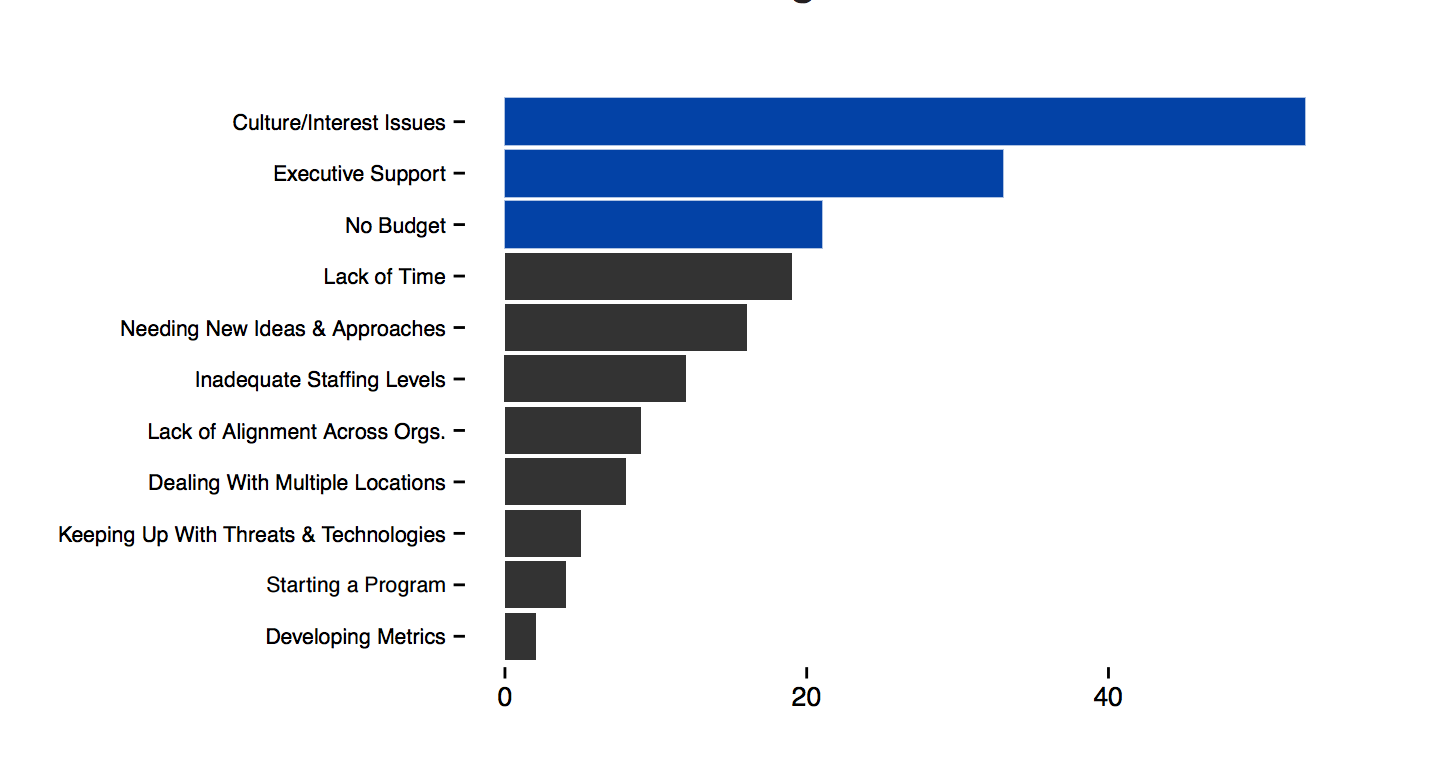 Culture/Interest Issues
Executive Support
No Budget
Lack of Time
Needing New Ideas & Approaches
Inadequate Staffing Levels
Lack of Alignment Across Orgs.
Dealing With Multiple Locations
Keeping Up With Threats & Technologies
Starting a Program
Developing Metrics
0 20 40